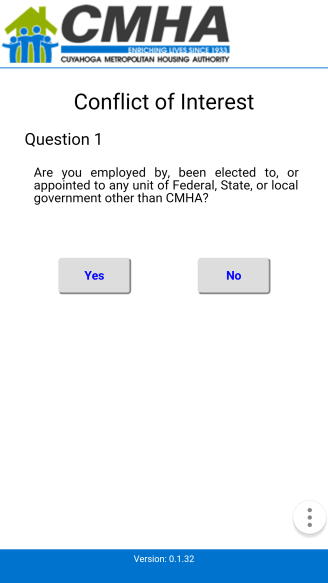 CMHA
ENRICHING LIVES SINCE 1933
CUYAHOGA METROPOLITAN HOUSING AUTHORITY
Conflict of Interest
Question 1
Are you employed by, been elected to, or
appointed to any unit of Federal, State, or local
government other than CMHA?
Yes
No
Version: 0.1.32